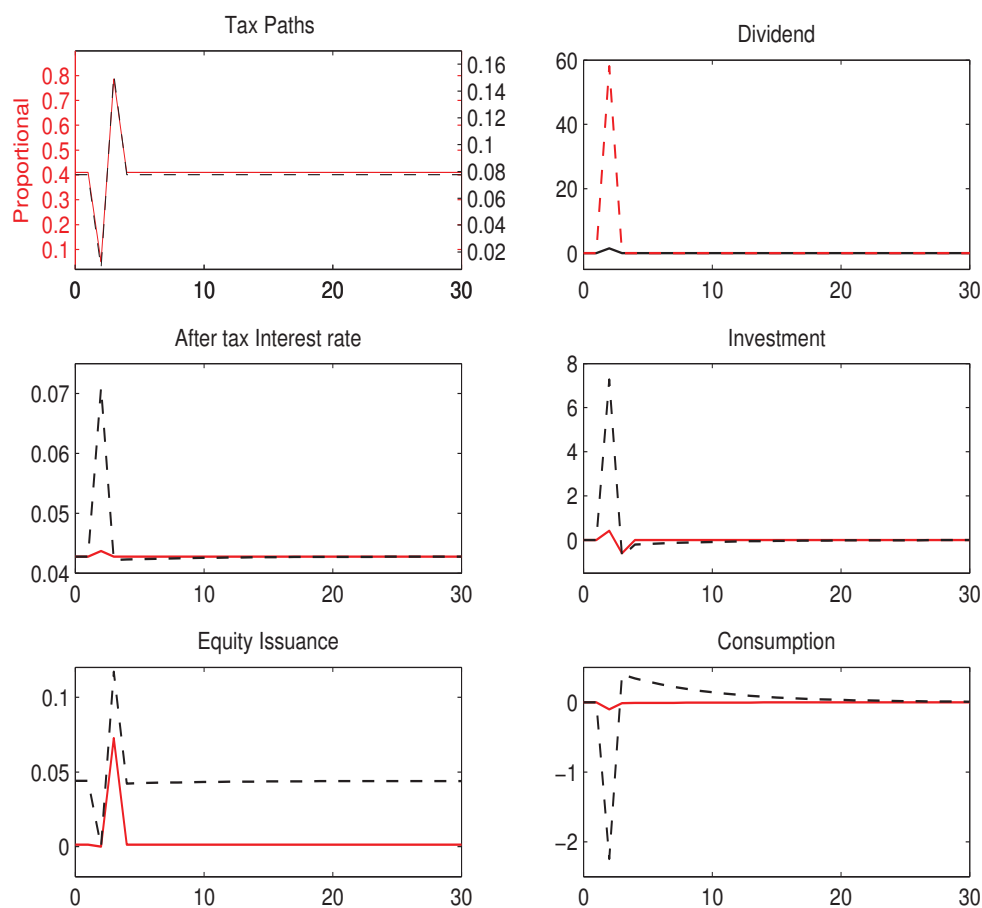 Tax Paths
Proportional
0.8
0.7
0.6
0.5
0.4
0.3
0.2
0.1
0.16
0.14
0.12
0.1
0.08
0.06
0.04
0.02
0 10 20 30
Dividend
60
40
20
0
0 10 20 30
After tax Interest rate
0.07
0.06
0.05
0.04
0 10 20 30
Investment
8
6
4
2
0
0 10 20 30
Equity Issuance
0.1
0.05
0
0 10 20 30
Consumption
0
−1
−2
0 10 20 30